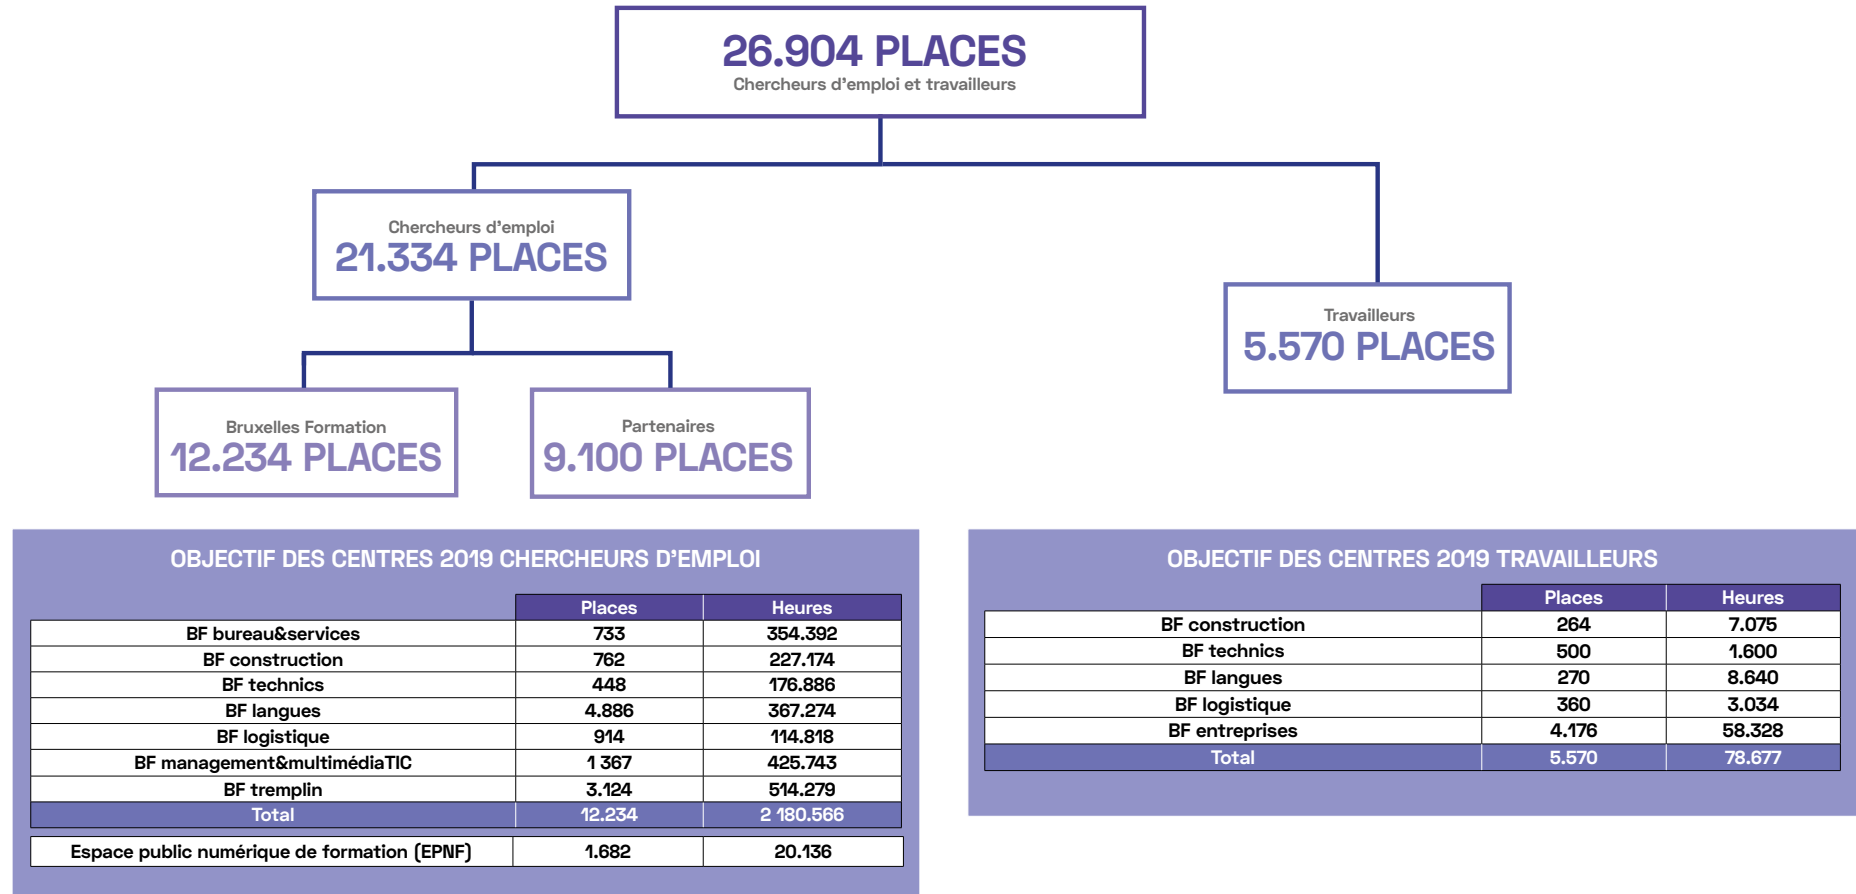 26.904 PLACES
Chercheurs d'emploi et travailleurs
Chercheurs d'emploi
21.334 PLACES
Travailleurs
5.570 PLACES
Bruxelles Formation
12.234 PLACES
Partenaires
9.100 PLACES
OBJECTIF DES CENTRES 2019 CHERCHEURS D'EMPLOI
Places Heures
BF bureau&services 733 354.392
BF construction 762 227.174
BF technics 448 176.886
BF langues 4.886 367.274
BF logistique 914 114.818
BF management&multimédiaTIC 1 367 425.743
BF tremplin 3.124 514.279
Total 12.234 2 180.566
Espace public numérique de formation (EPNF) 1.682 20.136
OBJECTIF DES CENTRES 2019 TRAVAILLEURS
Places Heures
BF construction 264 7.075
BF technics 500 1.600
BF langues 270 8.640
BF logistique 360 3.034
BF entreprises 4.176 58.328
Total 5.570 78.677